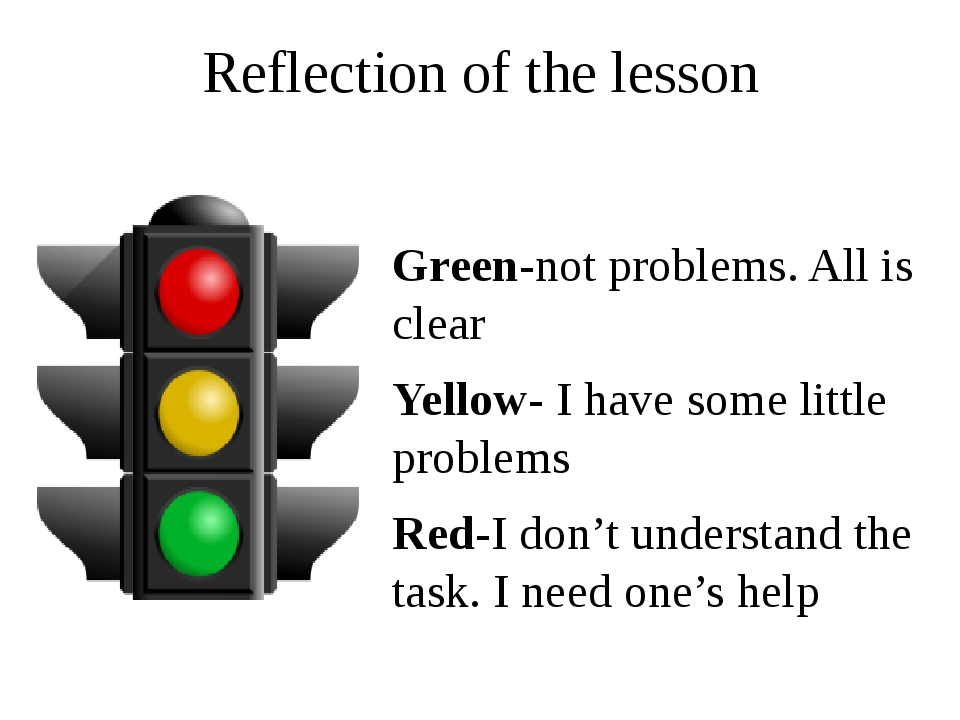 Reflection of the lesson
Green-not problems. All is
clear
Yellow- I have some little
problems
Red-I don’t understand the
task. I need one’s help